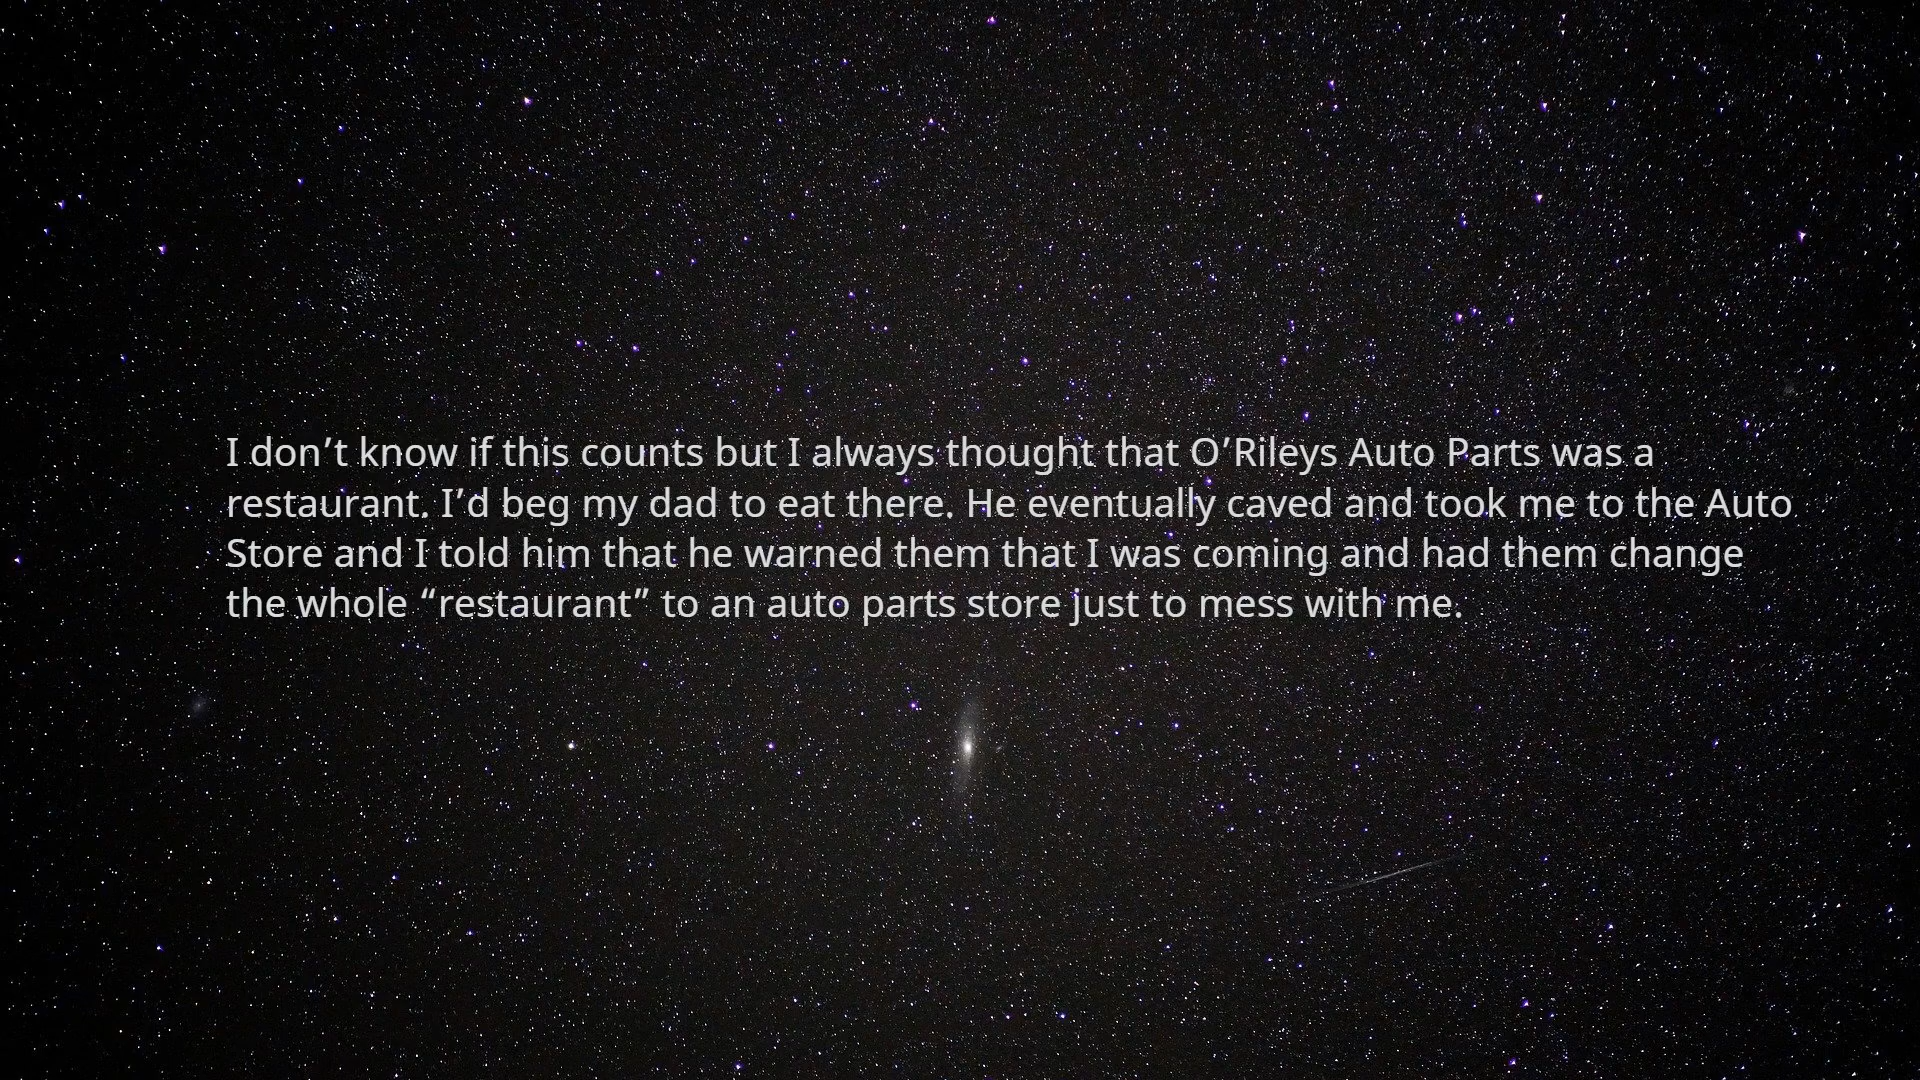 I don’t know if this counts but I always thought that O’Rileys Auto Parts was a
restaurant. I’d beg my dad to eat there. He eventually caved and took me to the Auto
Store and I told him that he warned them that I was coming and had them change
the whole “restaurant” to an auto parts store just to mess with me.